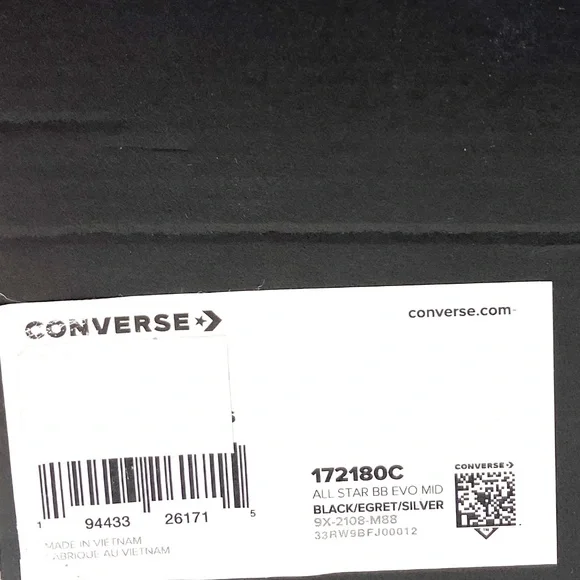 CONVERSE
converse.com
172180C
ALL STAR BB EVO MID
BLACK/EGRET/SILVER
9X-2108-M88
33RW9BFJ00012
CONVERSE
1 94433 26171 5
MADE IN VIETNAM
FABRIQUE AU VIETNAM